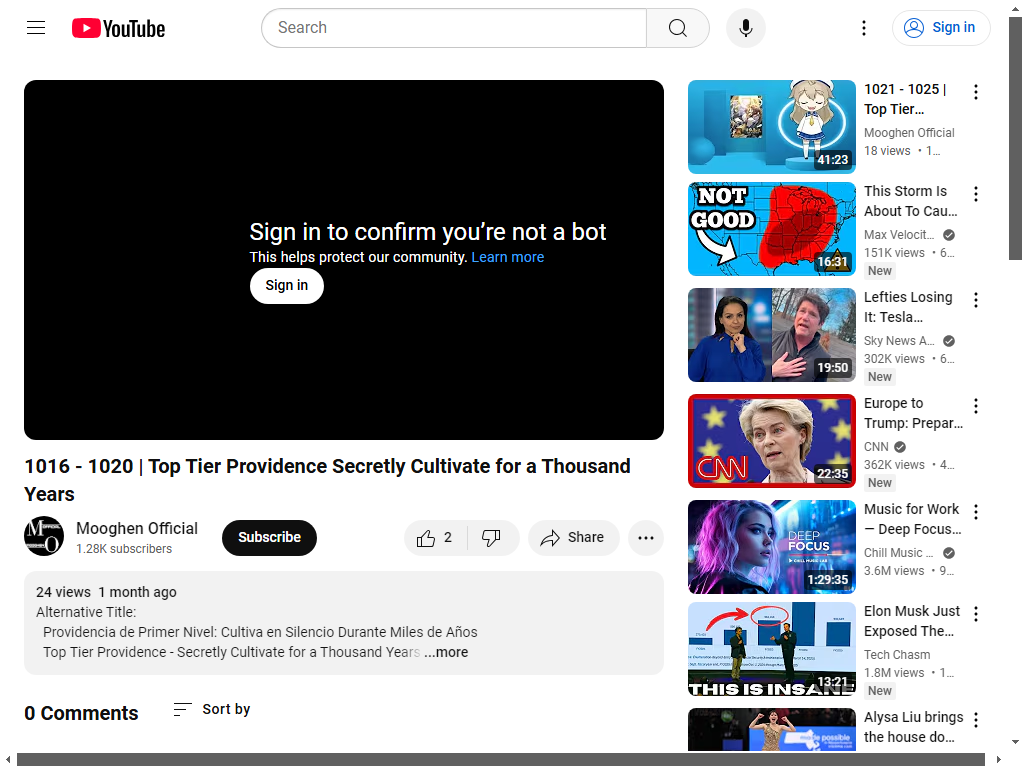 YouTube
Search
Sign in
Sign in to confirm you’re not a bot
This helps protect our community. Learn more
Sign in
1016 - 1020 | Top Tier Providence Secretly Cultivate for a Thousand
Years
Mooghen Official
1.28K subscribers
Subscribe
2
Share
24 views 1 month ago
Alternative Title:
Providencia de Primer Nivel: Cultiva en Silencio Durante Miles de Años
Top Tier Providence - Secretly Cultivate for a Thousand Years ...more
0 Comments
Sort by
41:23
1021 - 1025 |
Top Tier…
Mooghen Official
18 views • 1…
NOT
GOOD
16:31
This Storm Is
About To Cau…
Max Velocit…
151K views • 6…
New
19:50
Lefties Losing
It: Tesla…
Sky News A…
302K views • 6…
New
CNN
22:35
Europe to
Trump: Prepar…
CNN
362K views • 4…
New
DEEP
FOCUS
CHILL MUSIC LAB
1:29:35
Music for Work
— Deep Focus…
Chill Music …
3.6M views • 9…
THIS IS INSANE
13:21
Elon Musk Just
Exposed The…
Tech Chasm
1.8M views • 1…
New
made possible
Alysa Liu brings
the house do…